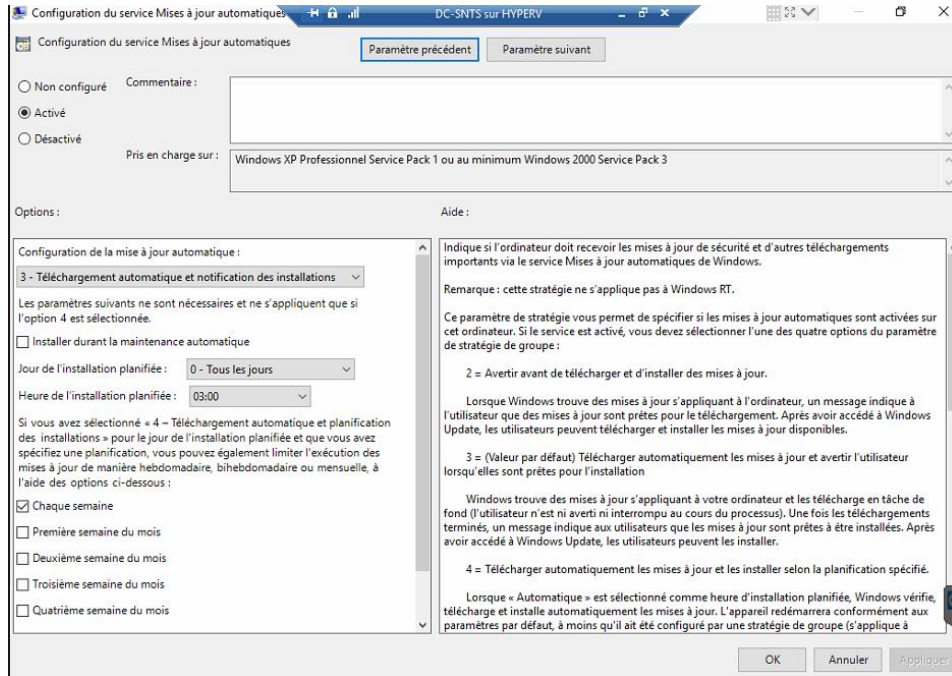 Configuration du service Mises à jour automatiques
DC-SNTS sur HYPERV
Configuration du service Mises à jour automatiques
Paramètre précédent
Paramètre suivant
Non configuré
Activé
Désactivé
Commentaire :
Pris en charge sur :
Windows XP Professionnel Service Pack 1 ou au minimum Windows 2000 Service Pack 3
Options :
Configuration de la mise à jour automatique :
3 - Téléchargement automatique et notification des installations
Les paramètres suivants ne sont nécessaires et ne s'appliquent que si
l'option 4 est sélectionnée.
Installer durant la maintenance automatique
Jour de l'installation planifiée :
0 - Tous les jours
Heure de l'installation planifiée :
03:00
Si vous avez sélectionné « 4 – Téléchargement automatique et planification
des installations » pour le jour de l'installation planifiée et que vous avez
spécifiez une planification, vous pouvez également limiter l'exécution des
mises à jour de manière hebdomadaire, bihebdomadaire ou mensuelle, à
l'aide des options ci-dessous :
Chaque semaine
Première semaine du mois
Deuxième semaine du mois
Troisième semaine du mois
Quatrième semaine du mois
Aide :
Indique si l'ordinateur doit recevoir les mises à jour de sécurité et d'autres téléchargements
importants via le service Mises à jour automatiques de Windows.
Remarque : cette stratégie ne s'applique pas à Windows RT.
Ce paramètre de stratégie vous permet de spécifier si les mises à jour automatiques sont activées sur
cet ordinateur. Si le service est activé, vous devez sélectionner l'une des quatre options du paramètre
de stratégie de groupe :
2 = Avertir avant de télécharger et d'installer des mises à jour.
Lorsque Windows trouve des mises à jour s'appliquant à l'ordinateur, un message indique à
l'utilisateur que des mises à jour sont prêtes pour le téléchargement. Après avoir accédé à Windows
Update, les utilisateurs peuvent télécharger et installer les mises à jour disponibles.
3 = (Valeur par défaut) Télécharger automatiquement les mises à jour et avertir l'utilisateur
lorsqu'elles sont prêtes pour l'installation
Windows trouve des mises à jour s'appliquant à votre ordinateur et les télécharge en tâche de
fond (l'utilisateur n'est ni averti ni interrompu au cours du processus). Une fois les téléchargements
terminés, un message indique aux utilisateurs que les mises à jour sont prêtes à être installées. Après
avoir accédé à Windows Update, les utilisateurs peuvent les installer.
4 = Télécharger automatiquement les mises à jour et les installer selon la planification spécifié.
Lorsque « Automatique » est sélectionné comme heure d'installation planifiée, Windows vérifie,
télécharge et installe automatiquement les mises à jour. L'appareil redémarrera conformément aux
paramètres par défaut, à moins qu'il ait été configuré par une stratégie de groupe (s'applique à
OK
Annuler
Appliquer